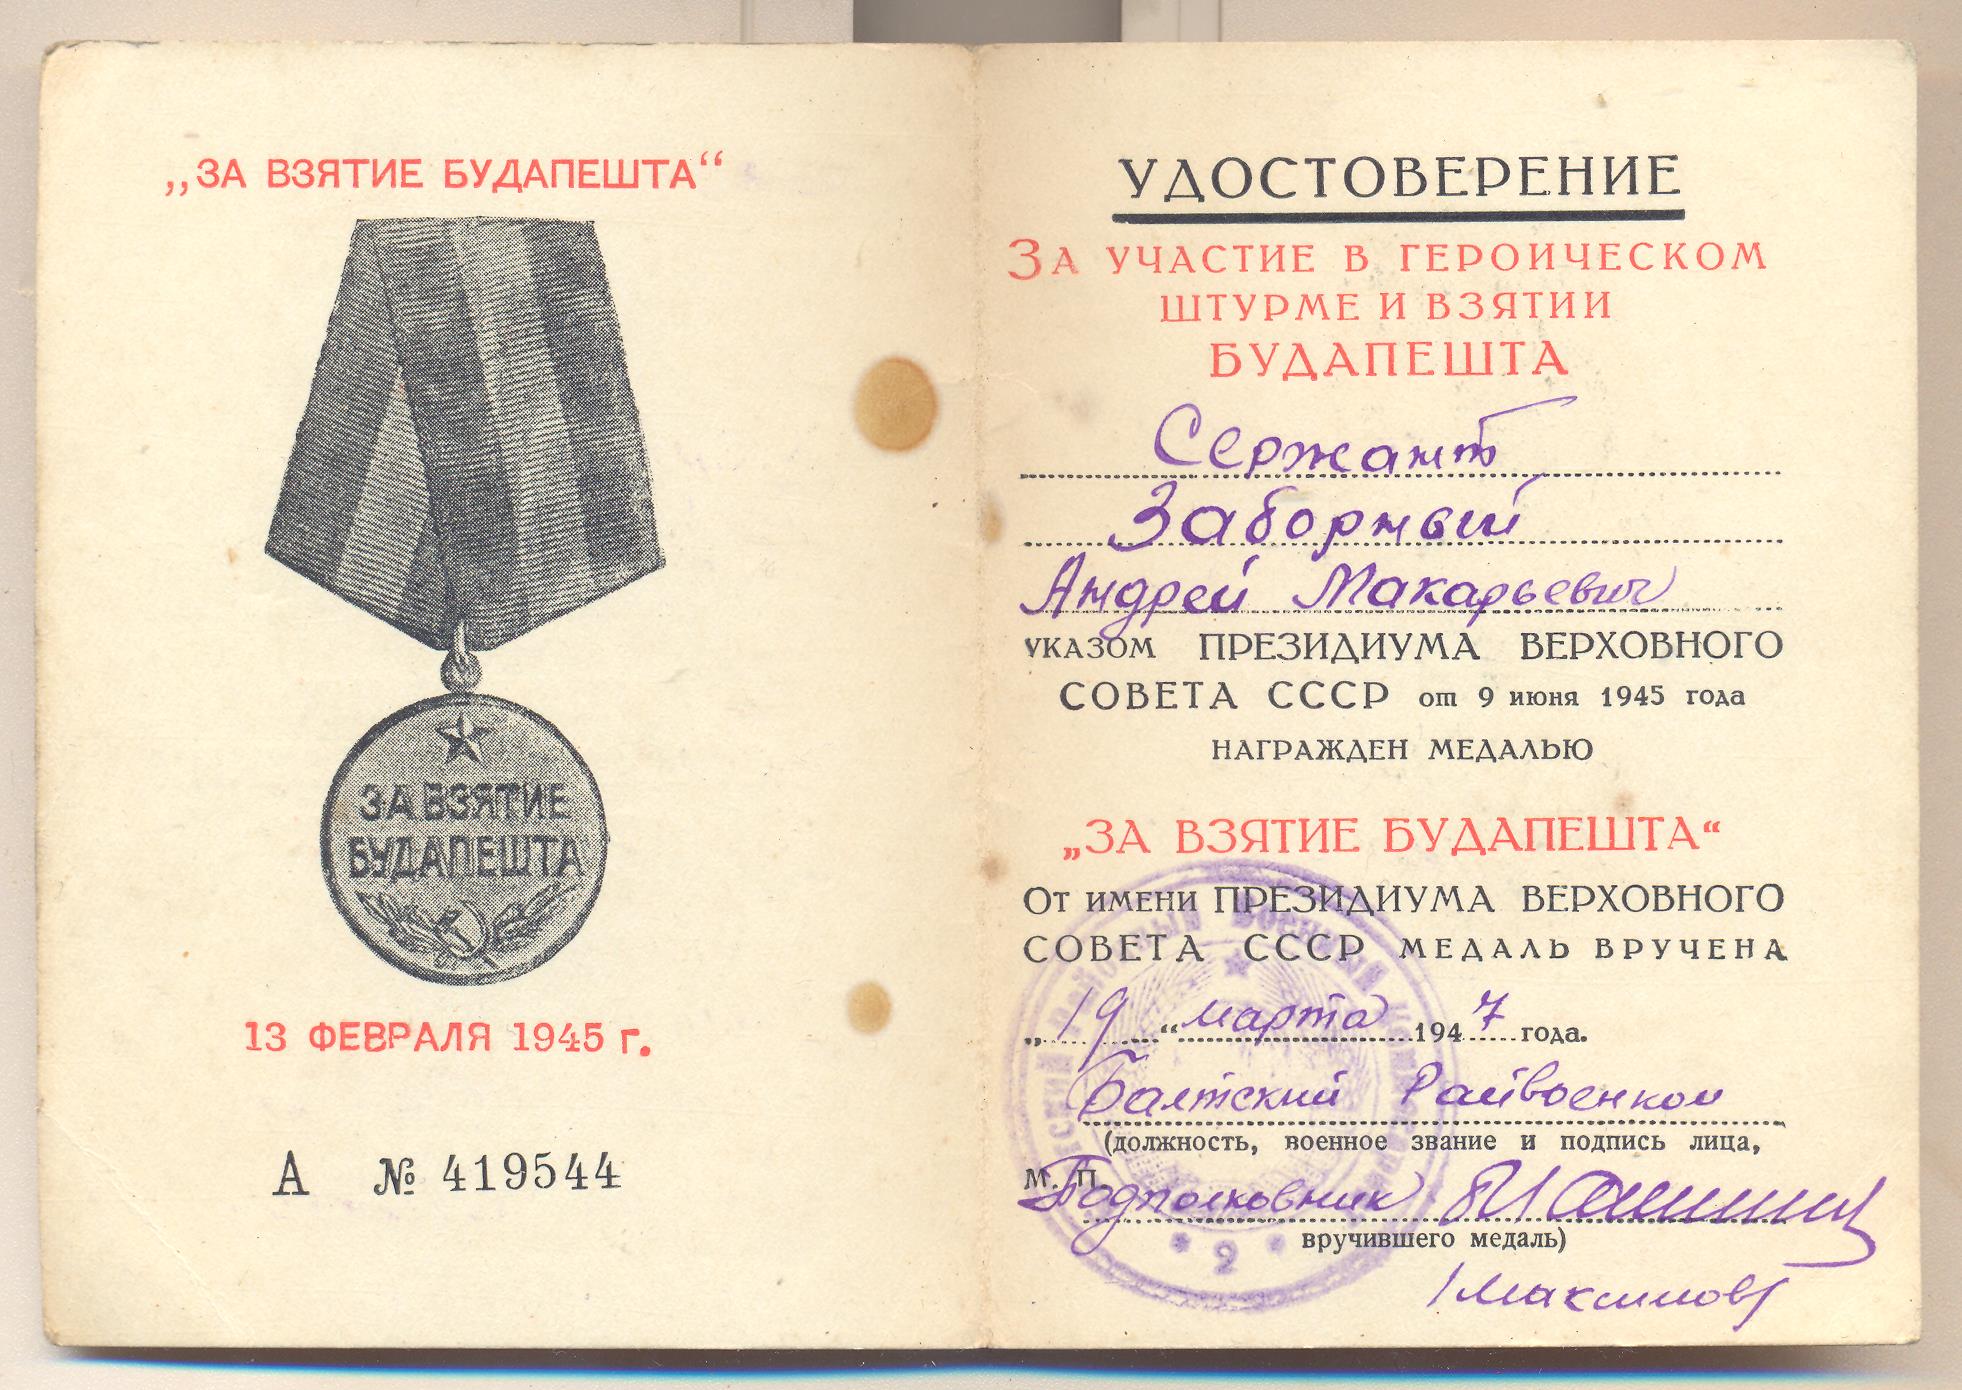 „ЗА ВЗЯТИЕ БУДАПЕШТА“
ЗА ВЗЯТИЕ
БУДАПЕШТА
13 ФЕВРАЛЯ 1945 г.
А № 419544
УДОСТОВЕРЕНИЕ
ЗА УЧАСТИЕ В ГЕРОИЧЕСКОМ
ШТУРМЕ И ВЗЯТИИ
БУДАПЕШТА
Сержант
Заборный
Андрей Макарьевич
УКАЗОМ ПРЕЗИДИУМА ВЕРХОВНОГО
СОВЕТА СССР от 9 июня 1945 года
НАГРАЖДЕН МЕДАЛЬЮ
„ЗА ВЗЯТИЕ БУДАПЕШТА“
ОТ ИМЕНИ ПРЕЗИДИУМА ВЕРХОВНОГО
СОВЕТА СССР МЕДАЛЬ ВРУЧЕНА
„19“ марта 1947 года.
Балтский Райвоенком
(должность, военное звание и подпись лица,
М. П.
Подполковник
вручившего медаль)
/Максимов/
* 2 *